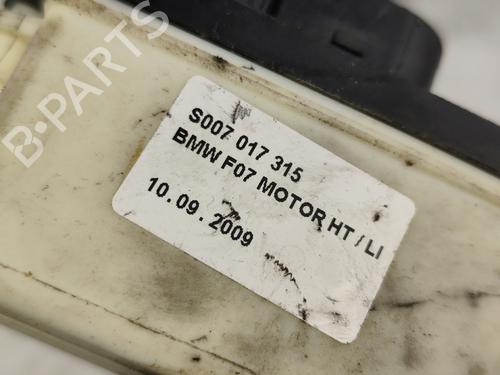 B-PARTS
S007 017 315
BMW F07 MOTOR HT / LI
10.09.2009